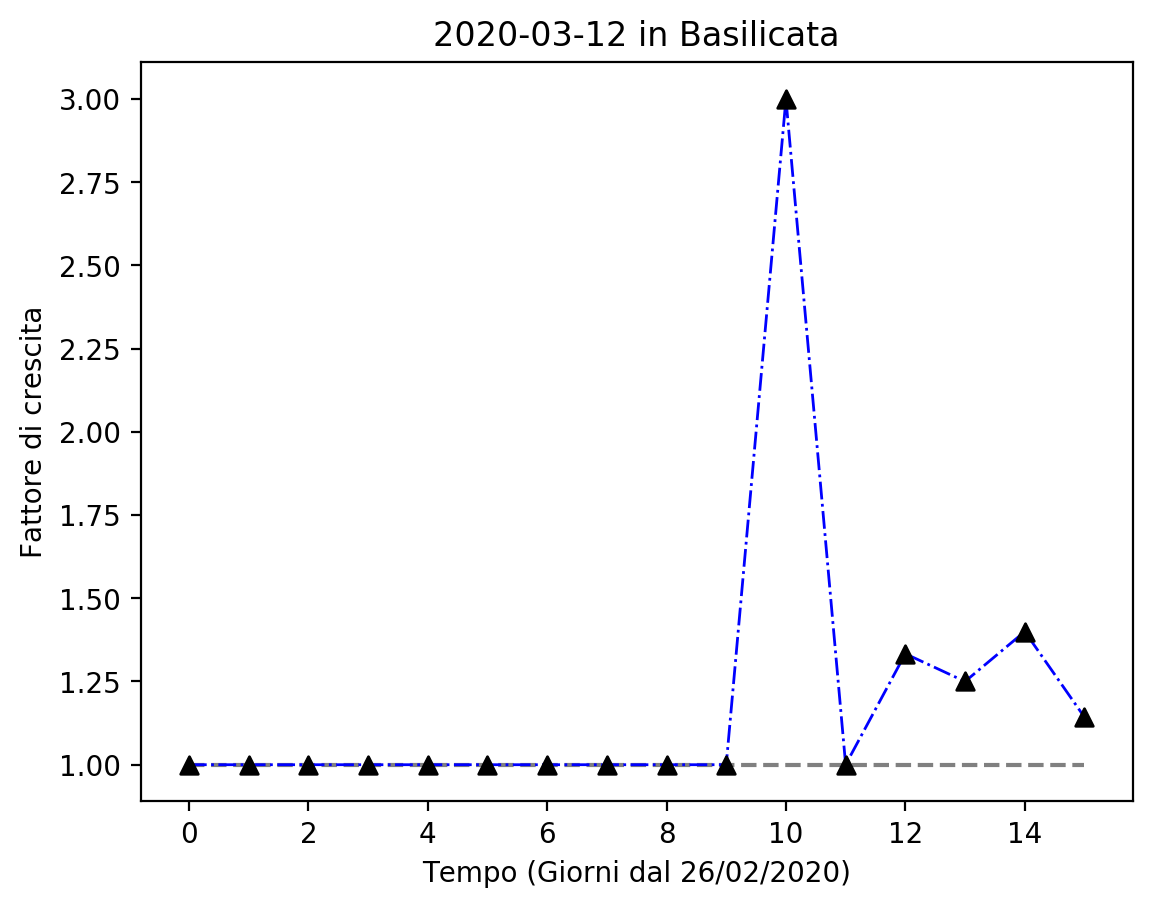 2020-03-12 in Basilicata
3.00
2.75
2.50
2.25
2.00
1.75
1.50
1.25
1.00
Fattore di crescita
0 2 4 6 8 10 12 14
Tempo (Giorni dal 26/02/2020)